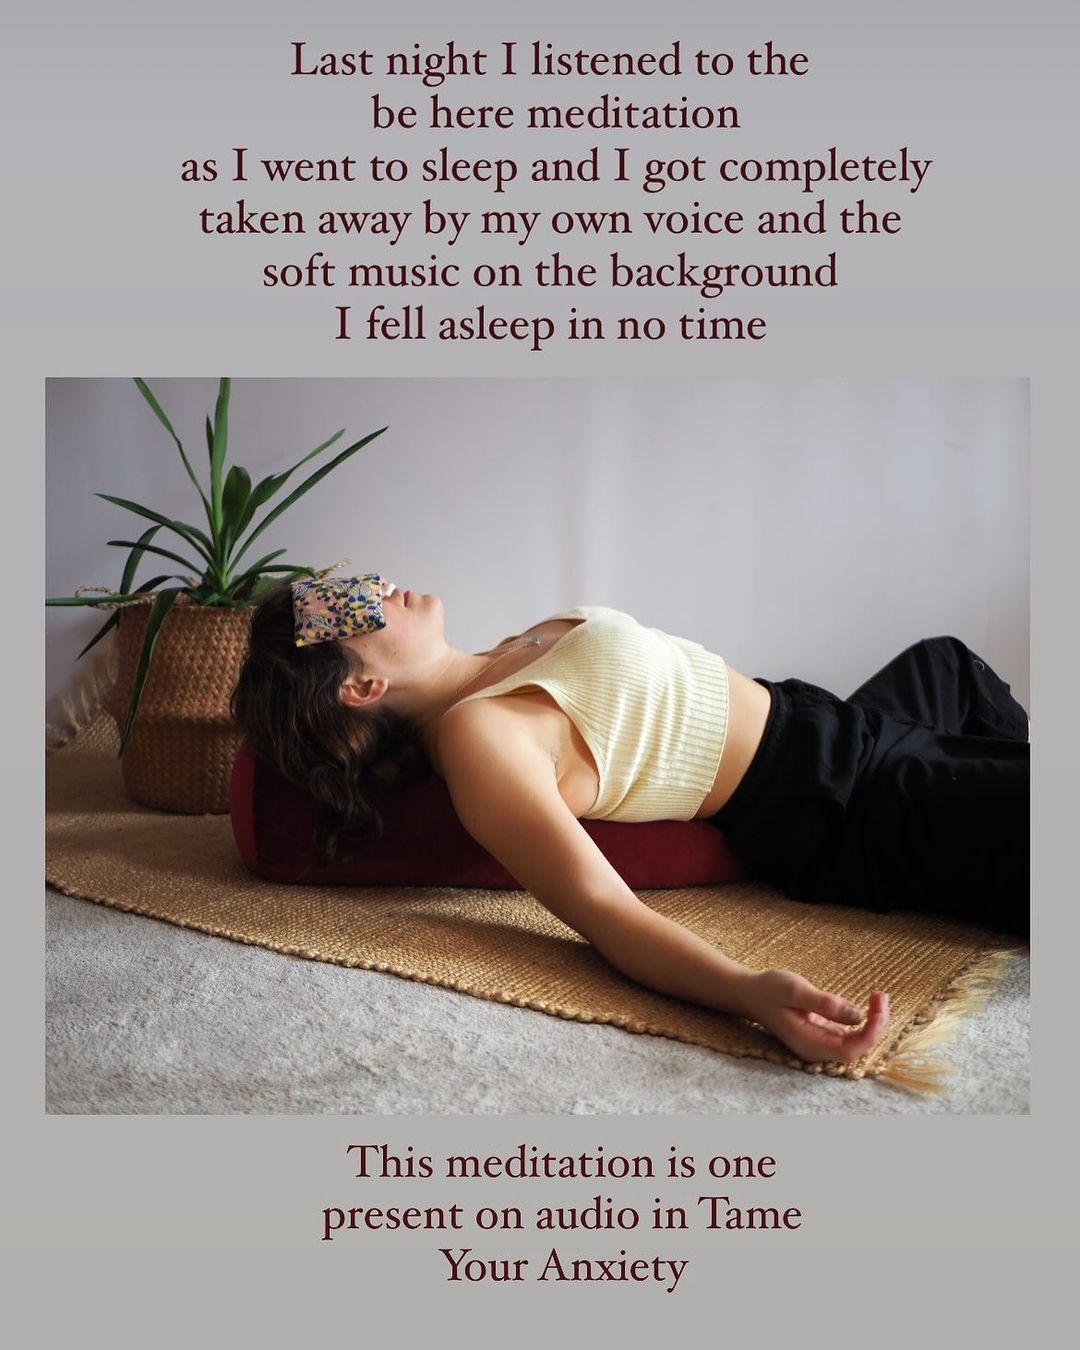 Last night I listened to the
be here meditation
as I went to sleep and I got completely
taken away by my own voice and the
soft music on the background
I fell asleep in no time
This meditation is one
present on audio in Tame
Your Anxiety